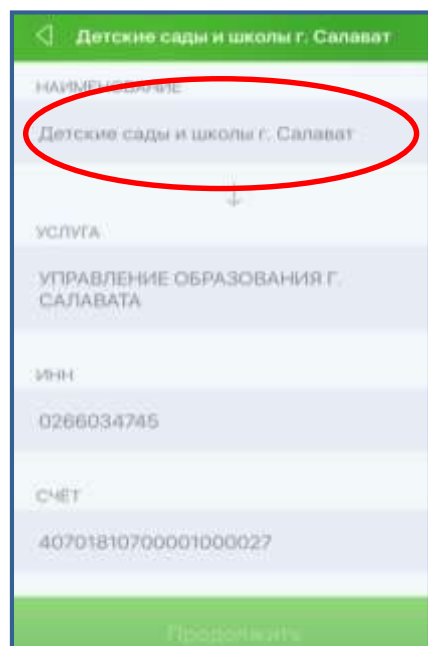 Детские сады и школы г. Салават
НАИМЕНОВАНИЕ
Детские сады и школы г. Салават
УСЛУГА
УПРАВЛЕНИЕ ОБРАЗОВАНИЯ Г.
САЛАВАТА
ИНН
0266034745
СЧЁТ
40701810700001000027
Продолжить